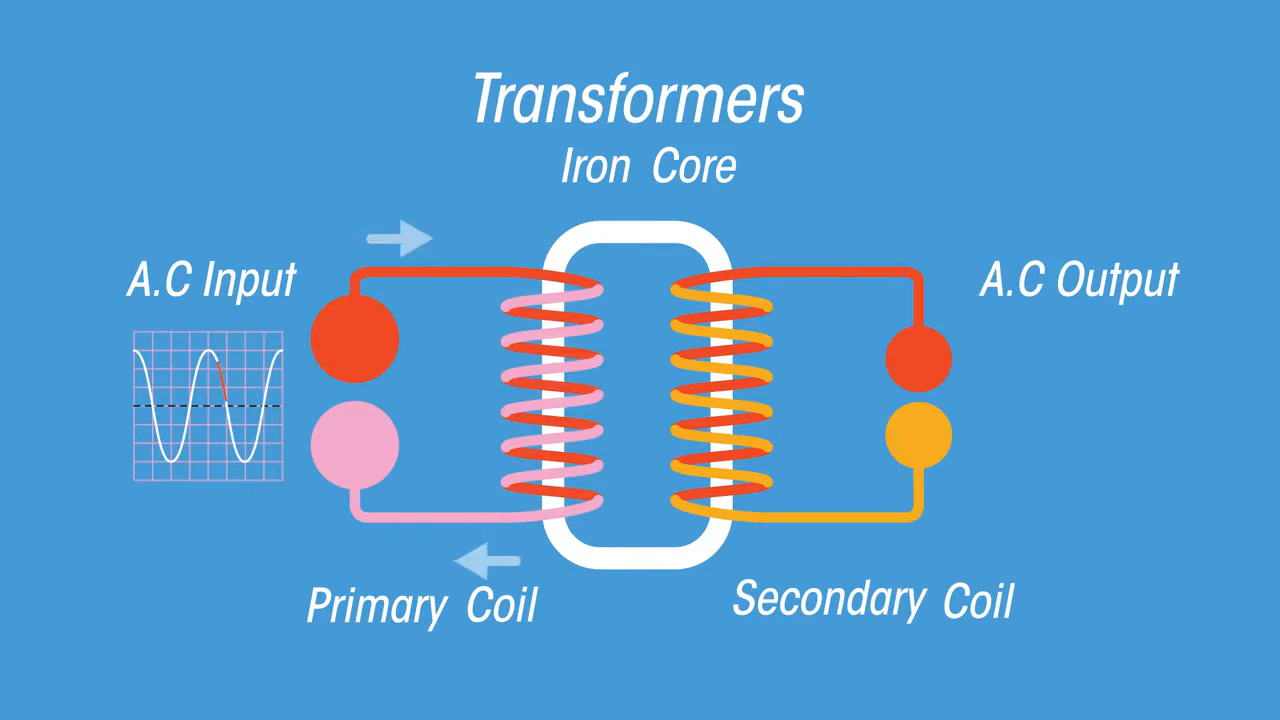 Transformers
Iron Core
A.C Input
A.C Output
Primary Coil
Secondary Coil